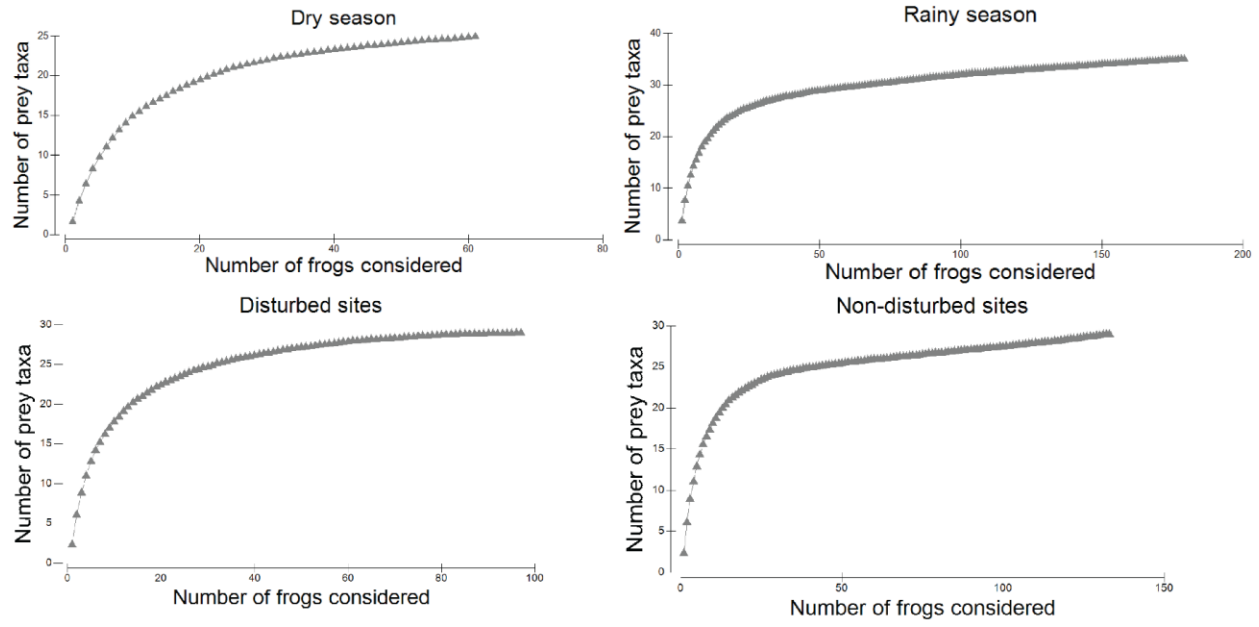 Dry season
Number of prey taxa
25
20
15
10
5
0
0 20 40 60 80
Number of frogs considered
Rainy season
Number of prey taxa
40
30
20
10
0
0 50 100 150 200
Number of frogs considered
Disturbed sites
Number of prey taxa
30
25
20
15
10
5
0
0 20 40 60 80 100
Number of frogs considered
Non-disturbed sites
Number of prey taxa
30
25
20
15
10
5
0
0 50 100 150
Number of frogs considered